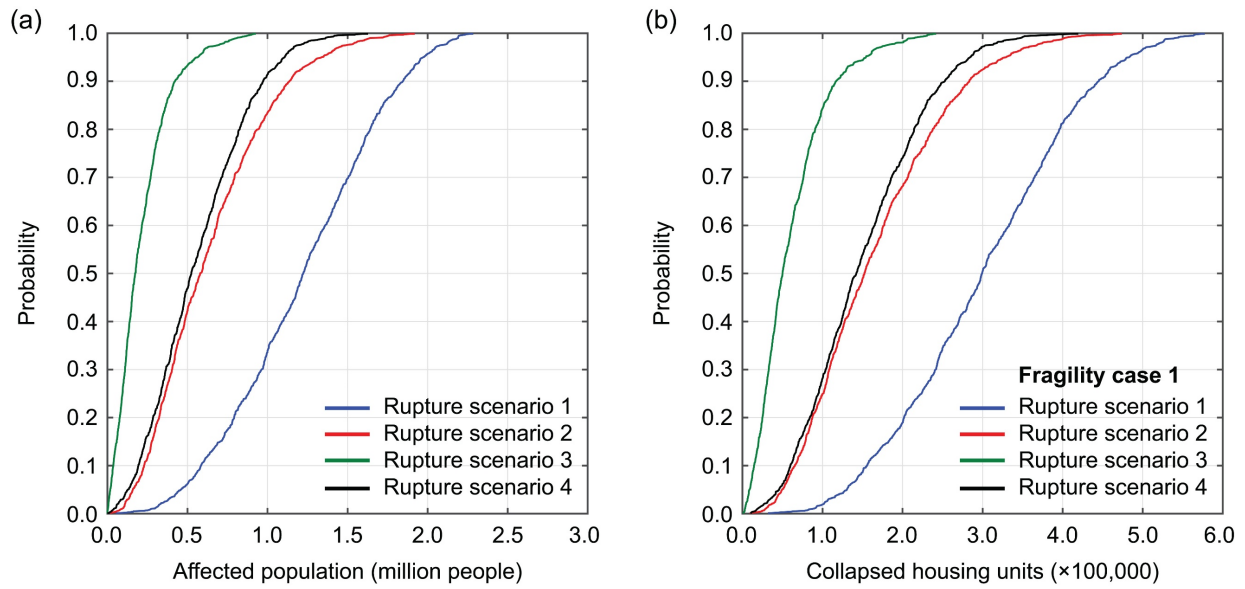 (a)
1.0
0.9
0.8
0.7
0.6
0.5
0.4
0.3
0.2
0.1
0.0
Probability
0.0 0.5 1.0 1.5 2.0 2.5 3.0
Affected population (million people)
Rupture scenario 1
Rupture scenario 2
Rupture scenario 3
Rupture scenario 4
(b)
1.0
0.9
0.8
0.7
0.6
0.5
0.4
0.3
0.2
0.1
0.0
Probability
0.0 1.0 2.0 3.0 4.0 5.0 6.0
Collapsed housing units (×100,000)
Fragility case 1
Rupture scenario 1
Rupture scenario 2
Rupture scenario 3
Rupture scenario 4